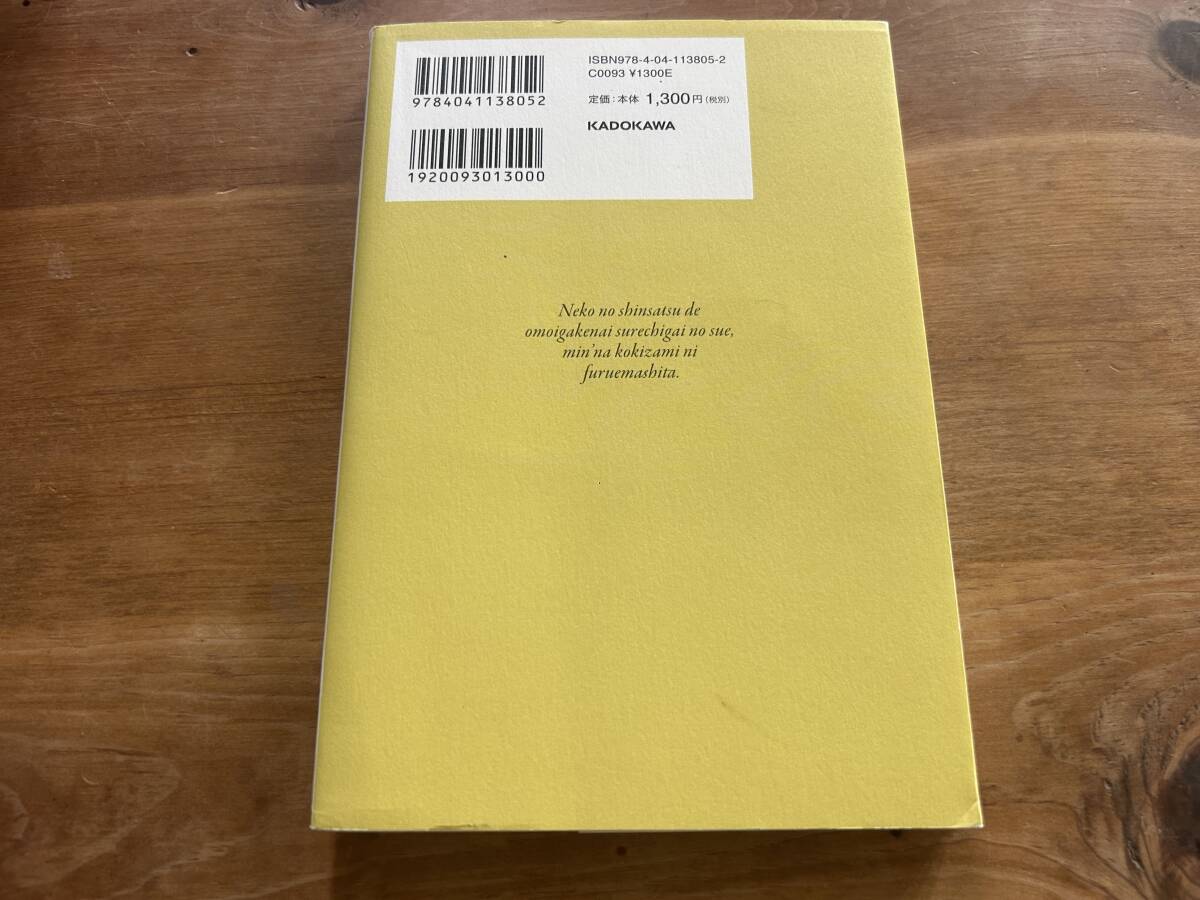 ISBN978-4-04-113805-2
C0093 ¥1300E
9784041138052
定価：本体 1,300円（税別）
KADOKAWA
1920093013000
Neko no shinsatsu de
omoigakenai surechigai no sue,
min'na kokizami ni
furuemashita.